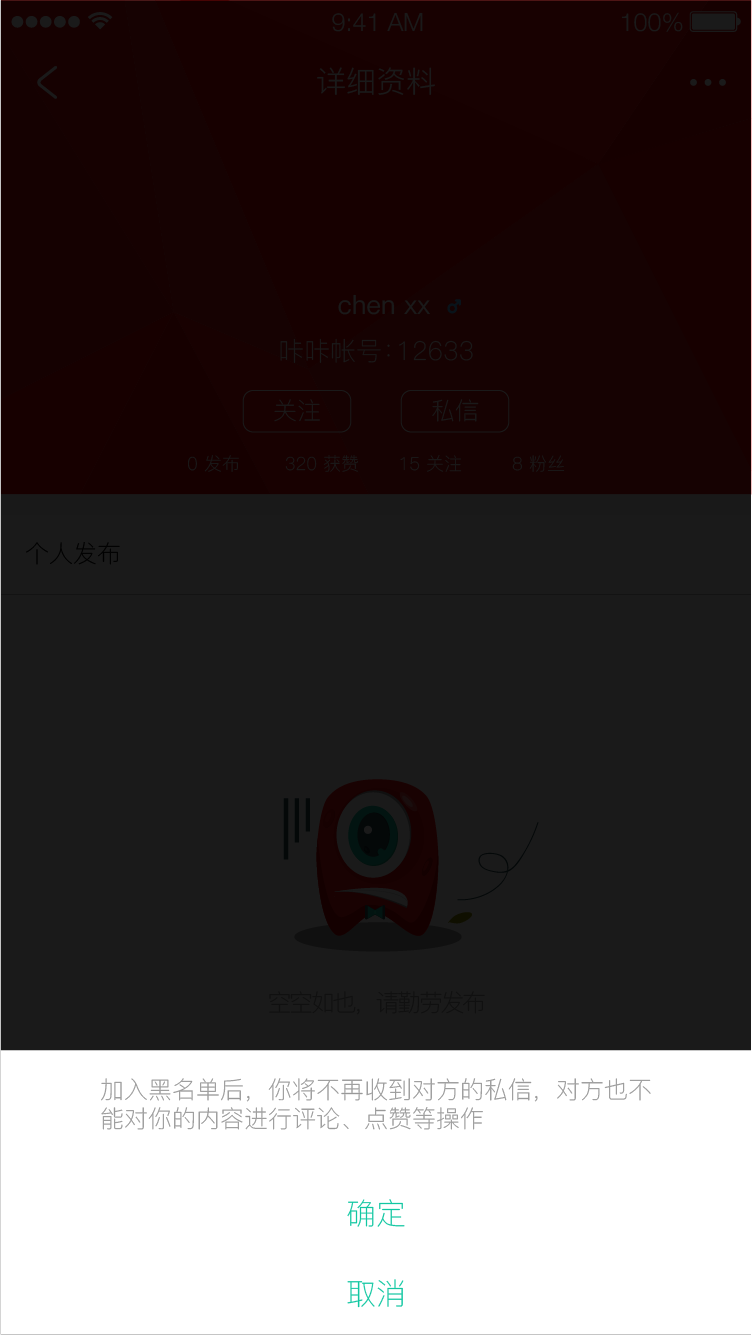 9:41 AM 100%
详细资料
chen xx
咔咔帐号:12633
关注 私信
0 发布 320 获赞 15 关注 8 粉丝
个人发布
空空如也，请勤劳发布
加入黑名单后，你将不再收到对方的私信，对方也不
能对你的内容进行评论、点赞等操作
确定
取消